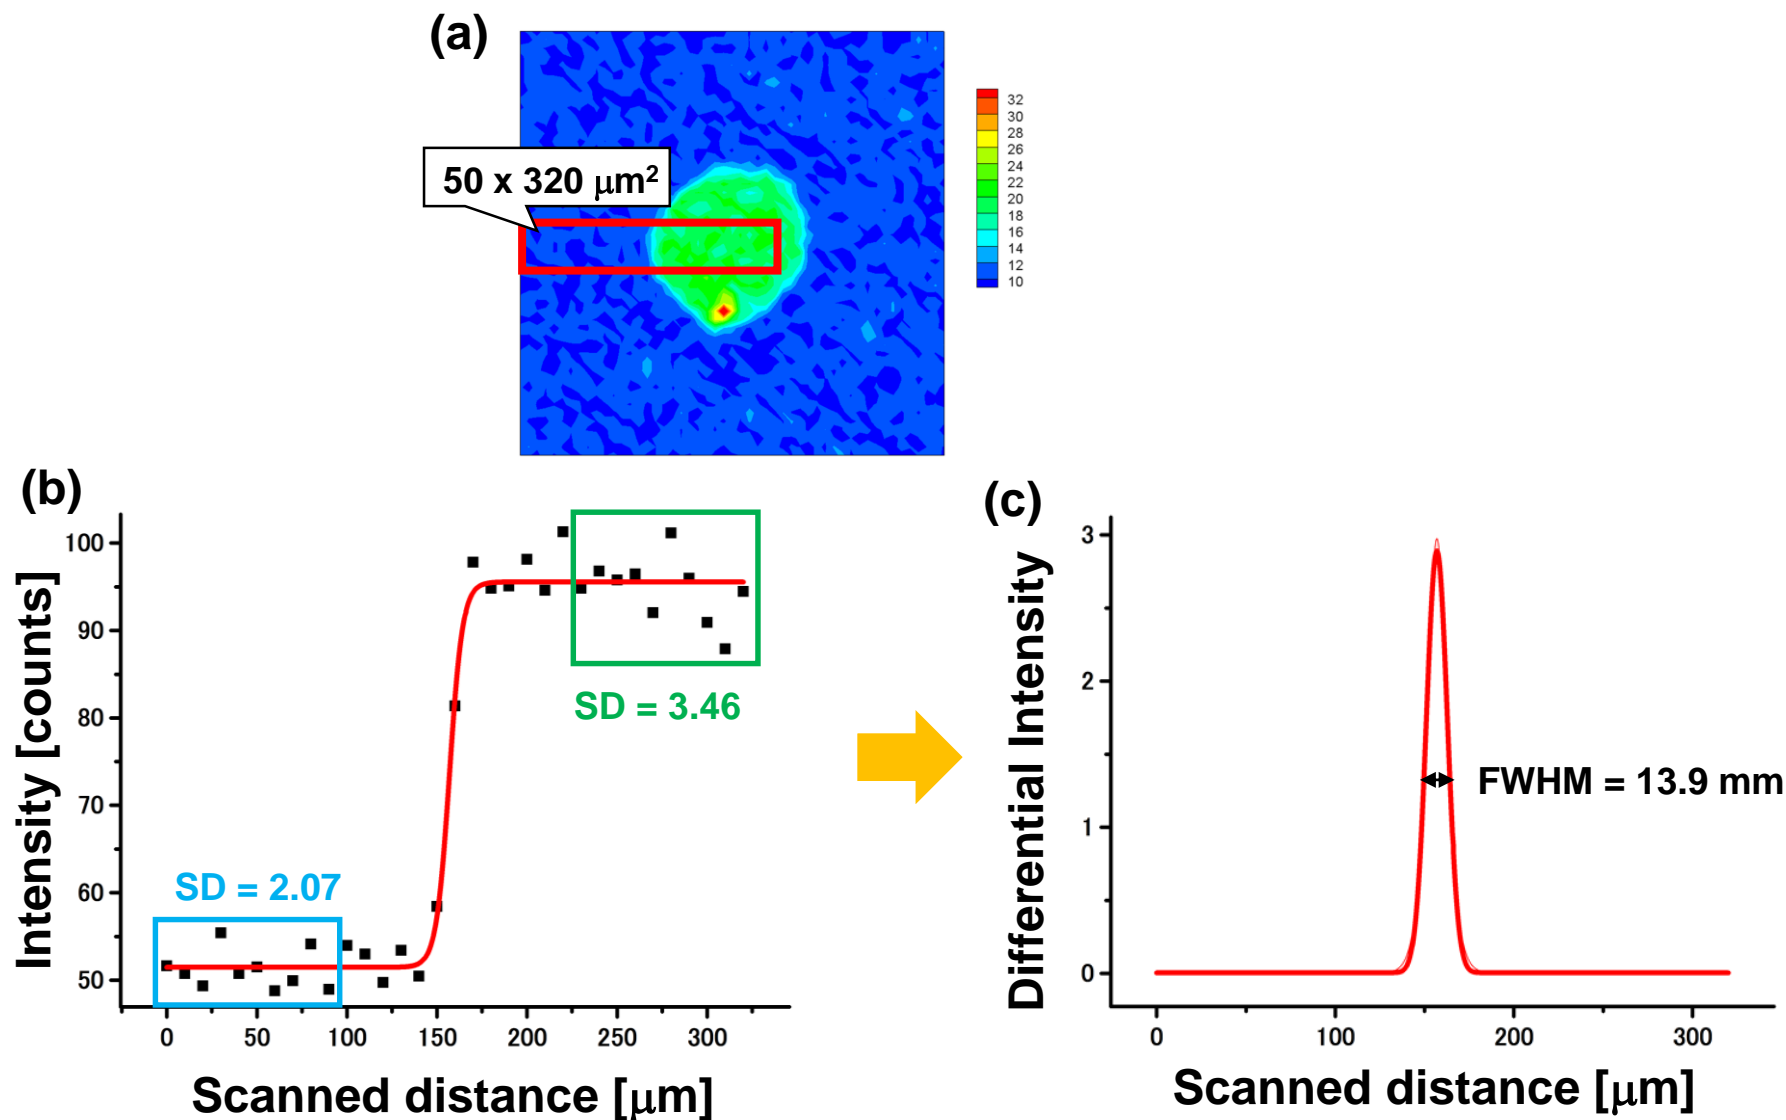 (a)
50 x 320 μm²
32
30
28
26
24
22
20
18
16
14
12
10
(b)
Intensity [counts]
100
90
80
70
60
50
SD = 3.46
SD = 2.07
0 50 100 150 200 250 300
Scanned distance [μm]
(c)
Differential Intensity
3
2
1
0
FWHM = 13.9 mm
0 100 200 300
Scanned distance [μm]